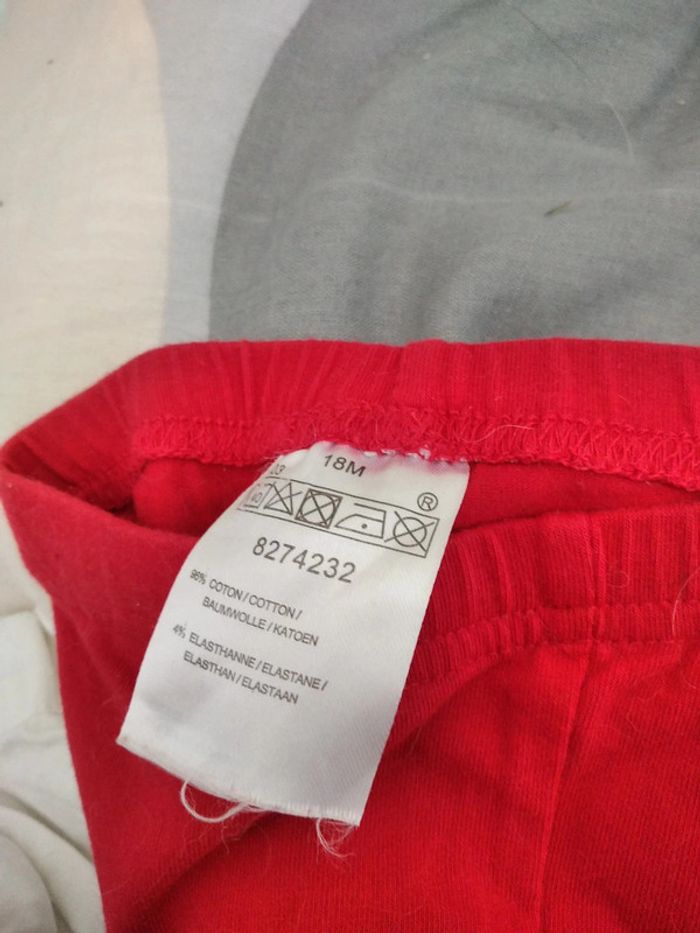 18M
®
8274232
96% COTON / COTTON /
BAUMWOLLE / KATOEN
4% ELASTHANNE / ELASTANE /
ELASTHAN / ELASTAAN